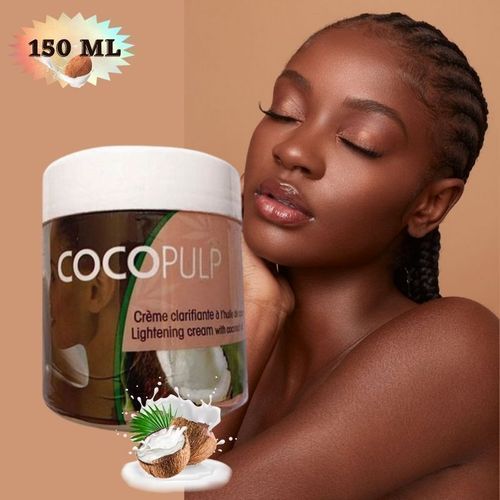 150 ML
COCOPULP
Crème clarifiante à l'huile de
Lightening cream with coconut